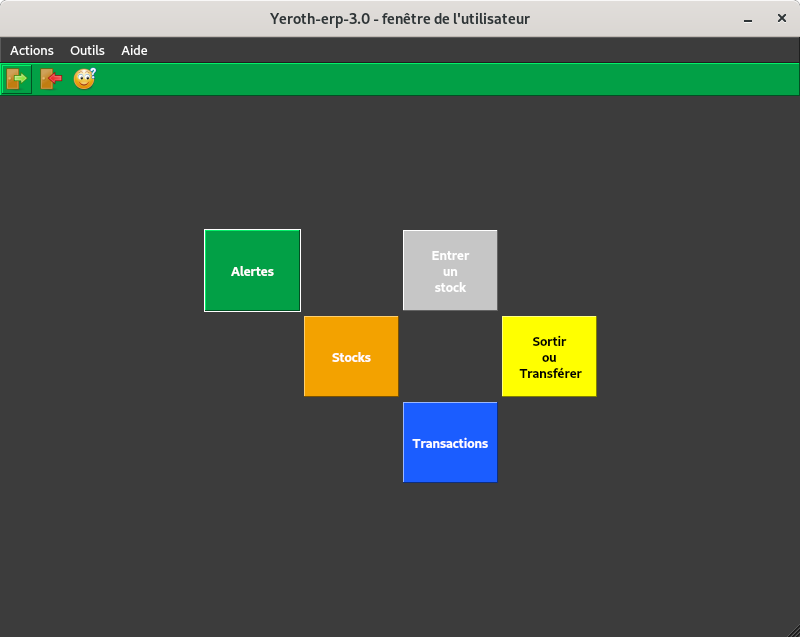 Yeroth-erp-3.0 - fenêtre de l'utilisateur
Actions Outils Aide
Alertes
Entrer
un
stock
Stocks
Sortir
ou
Transférer
Transactions